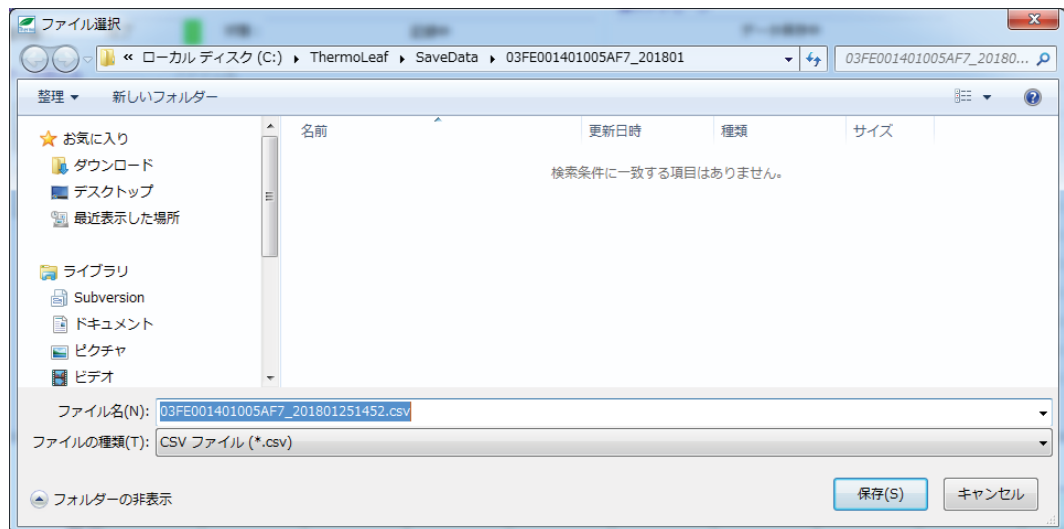 ファイル選択
« ローカル ディスク (C:) ▸ ThermoLeaf ▸ SaveData ▸ 03FE001401005AF7_201801
03FE001401005AF7_20180...
整理 ▼ 新しいフォルダー
名前 更新日時 種類 サイズ
検索条件に一致する項目はありません。
お気に入り
ダウンロード
デスクトップ
最近表示した場所
ライブラリ
Subversion
ドキュメント
ピクチャ
ビデオ
ファイル名(N): 03FE001401005AF7_201801251452.csv
ファイルの種類(T): CSV ファイル (*.csv)
フォルダーの非表示
保存(S) キャンセル